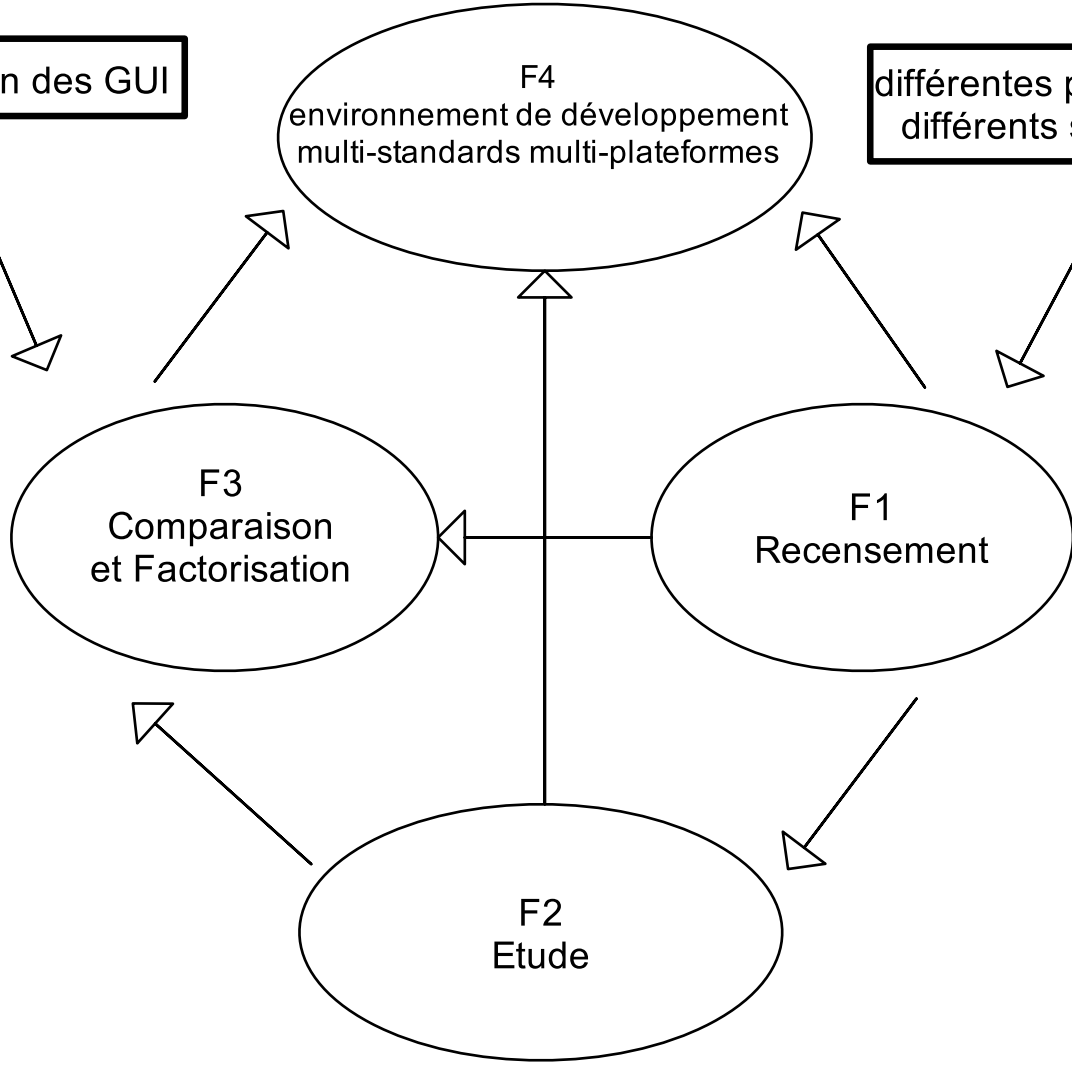 n des GUI
F4
environnement de développement
multi-standards multi-plateformes
différentes p
différents s
F3
Comparaison
et Factorisation
F1
Recensement
F2
Etude